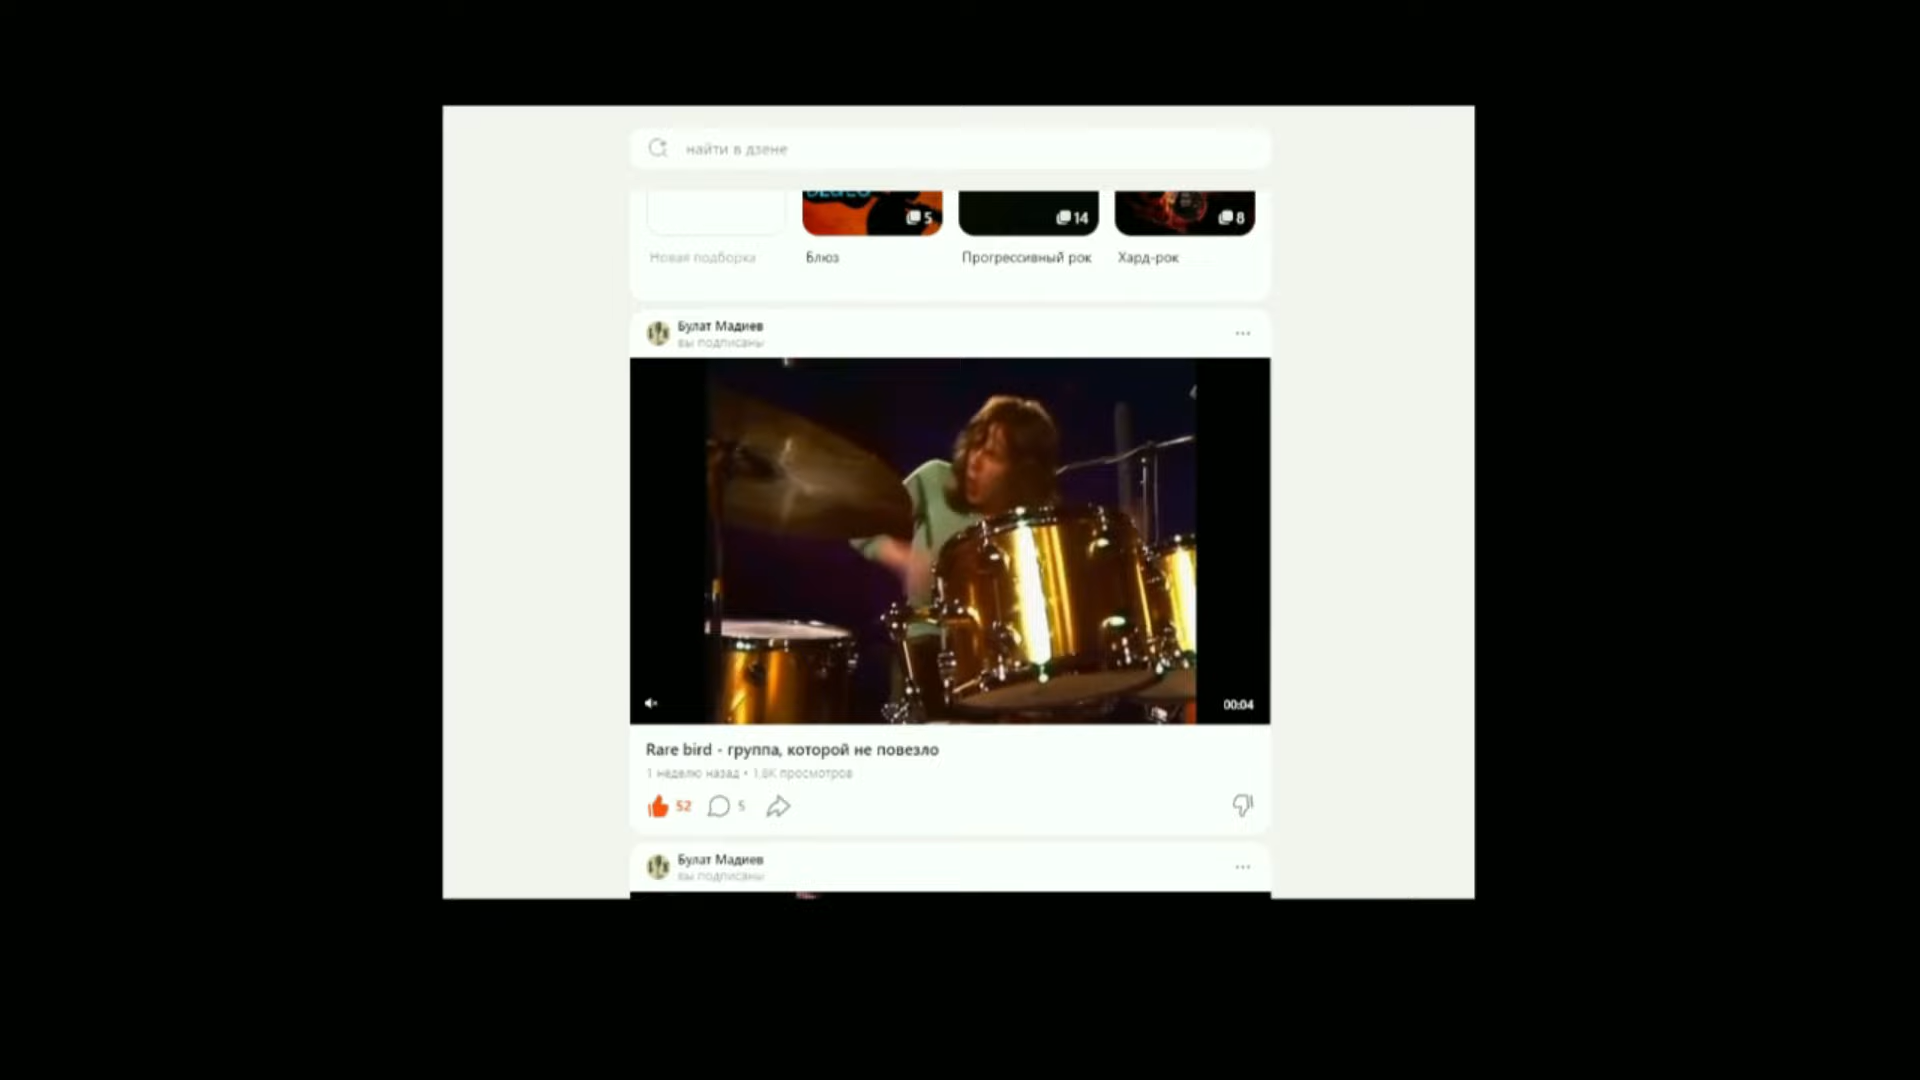 найти в дзене
5
14
8
Новая подборка
Блюз
Прогрессивный рок
Хард-рок
Булат Мадиев
вы подписаны
00:04
Rare bird - группа, которой не повезло
1 неделю назад • 1,8K просмотров
52
5
Булат Мадиев
вы подписаны